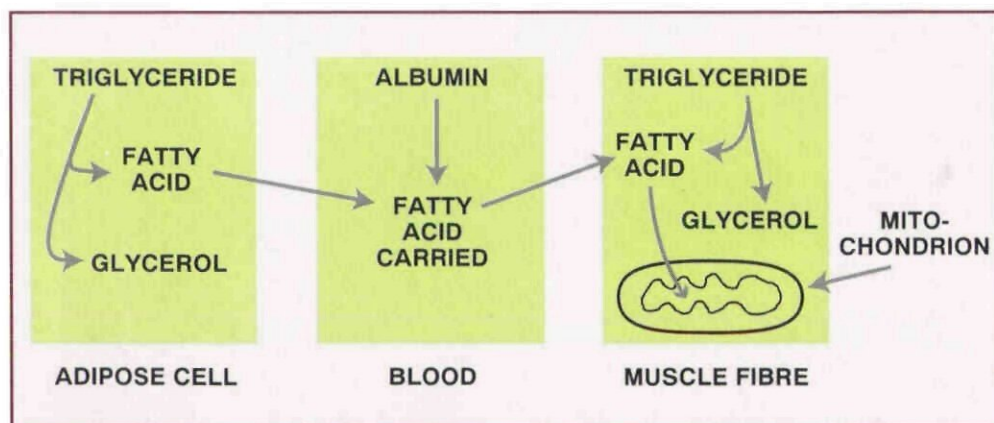 TRIGLYCERIDE
FATTY
ACID
GLYCEROL
ADIPOSE CELL
ALBUMIN
FATTY
ACID
CARRIED
BLOOD
TRIGLYCERIDE
FATTY
ACID
GLYCEROL
MUSCLE FIBRE
MITO-
CHONDRION